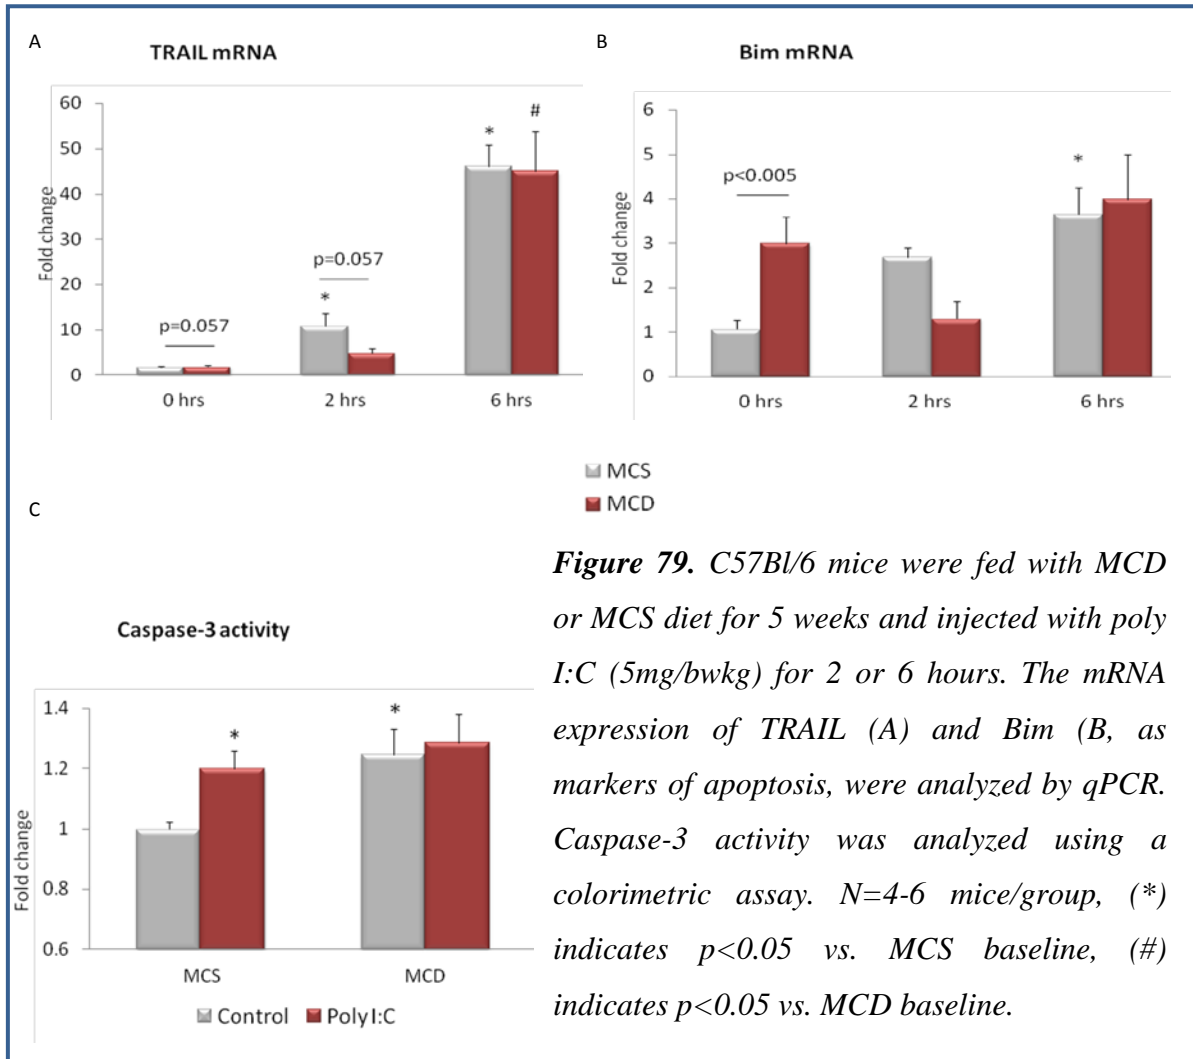 A
TRAIL mRNA
Fold change
60
50
40
30
20
10
0
p=0.057
p=0.057
*
*
#
0 hrs
2 hrs
6 hrs
B
Bim mRNA
Fold change
6
5
4
3
2
1
0
p<0.005
*
0 hrs
2 hrs
6 hrs
MCS
MCD
C
Caspase-3 activity
Fold change
1.4
1.2
1
0.8
0.6
*
*
MCS
MCD
Control
Poly I:C
Figure 79. C57Bl/6 mice were fed with MCD
or MCS diet for 5 weeks and injected with poly
I:C (5mg/bwkg) for 2 or 6 hours. The mRNA
expression of TRAIL (A) and Bim (B, as
markers of apoptosis, were analyzed by qPCR.
Caspase-3 activity was analyzed using a
colorimetric assay. N=4-6 mice/group, (*)
indicates p<0.05 vs. MCS baseline, (#)
indicates p<0.05 vs. MCD baseline.